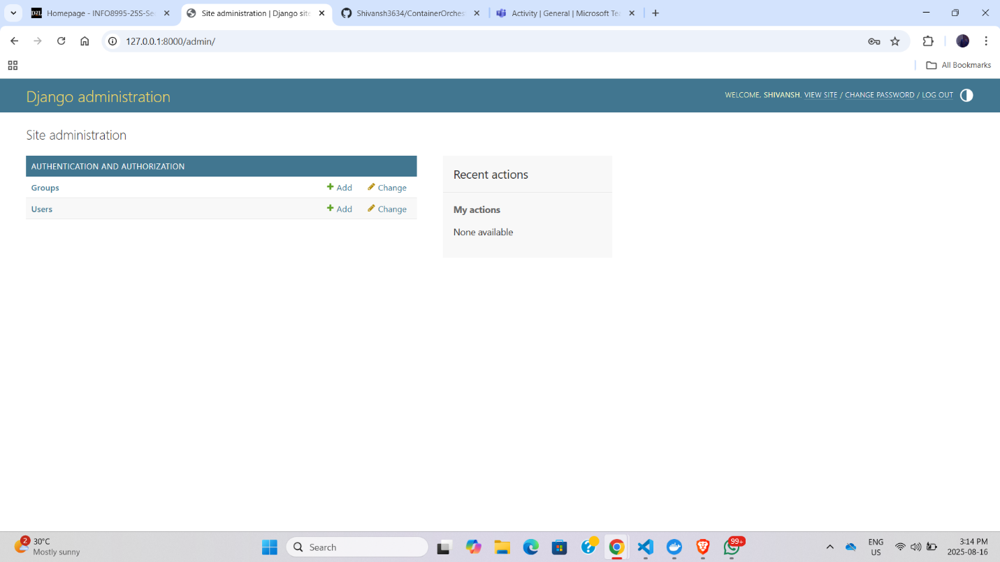 Homepage - INFO8995-25S-Sec
Site administration | Django site
Shivansh3634/ContainerOrches
Activity | General | Microsoft Te
127.0.0.1:8000/admin/
All Bookmarks
Django administration
WELCOME, SHIVANSH. VIEW SITE / CHANGE PASSWORD / LOG OUT
Site administration
AUTHENTICATION AND AUTHORIZATION
Groups Add Change
Users Add Change
Recent actions
My actions
None available
2
30°C
Mostly sunny
Search
99+
ENG
US
3:14 PM
2025-08-16